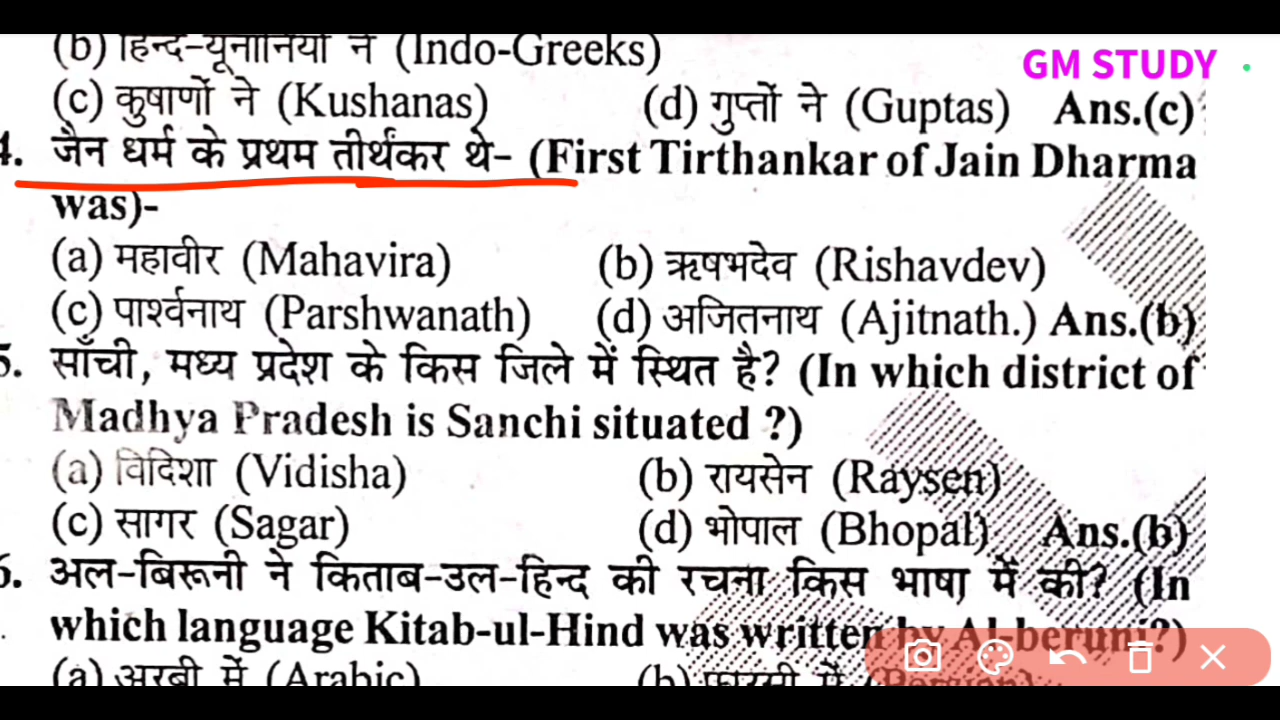 (b) हिन्द-यूनानियों ने (Indo-Greeks)
GM STUDY
(c) कुषाणों ने (Kushanas) (d) गुप्तों ने (Guptas) Ans.(c)
4. जैन धर्म के प्रथम तीर्थंकर थे- (First Tirthankar of Jain Dharma
was)-
(a) महावीर (Mahavira) (b) ऋषभदेव (Rishavdev)
(c) पार्श्वनाथ (Parshwanath) (d) अजितनाथ (Ajitnath.) Ans.(b)
5. साँची, मध्य प्रदेश के किस जिले में स्थित है? (In which district of
Madhya Pradesh is Sanchi situated ?)
(a) विदिशा (Vidisha) (b) रायसेन (Raysen)
(c) सागर (Sagar) (d) भोपाल (Bhopal) Ans.(b)
6. अल-बिरूनी ने किताब-उल-हिन्द की रचना किस भाषा में की? (In
which language Kitab-ul-Hind was written by Al-beruni?)
(a) अरबी में (Arabic) (b) फारसी में